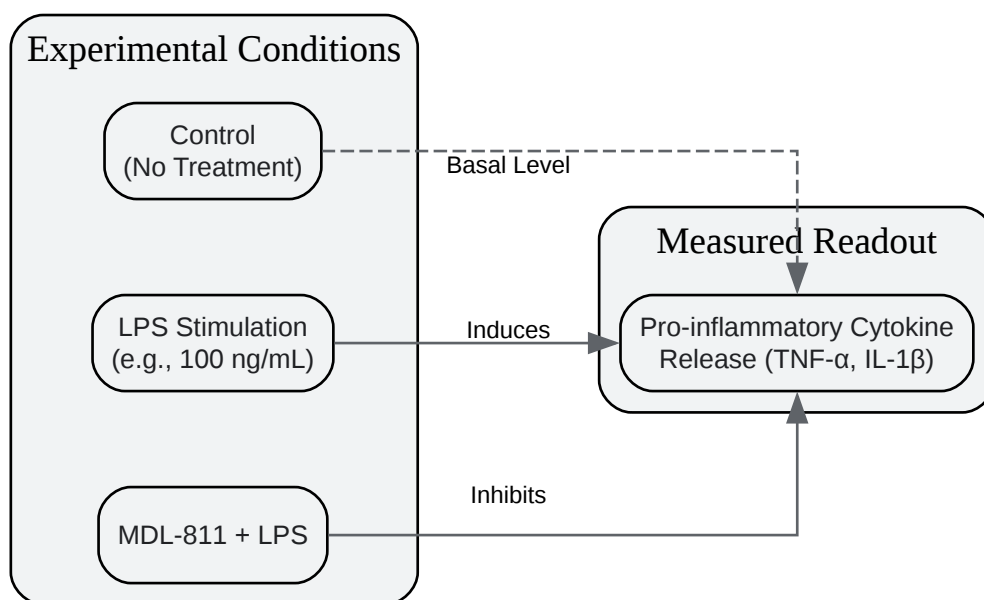 Experimental Conditions
Control
(No Treatment)
Basal Level
Measured Readout
LPS Stimulation
(e.g., 100 ng/mL)
Induces
Pro-inflammatory Cytokine
Release (TNF-α, IL-1β)
Inhibits
MDL-811 + LPS